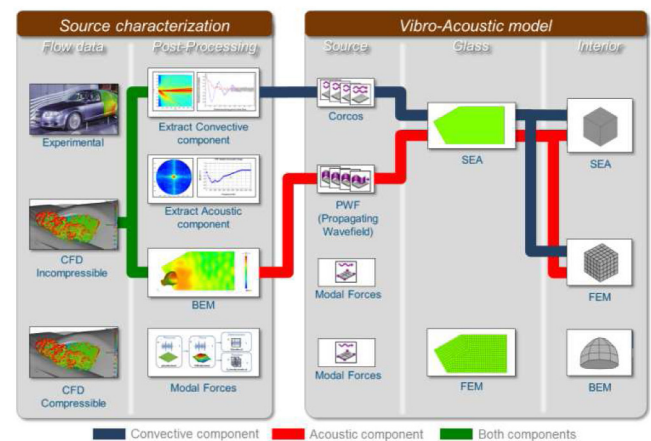 Source characterization
Vibro-Acoustic model
Flow data
Post-Processing
Source
Glass
Interior
Experimental
CFD
Incompressible
CFD
Compressible
Extract Convective
component
Extract Acoustic
component
BEM
Modal Forces
Corcos
PWF
(Propagating
Wavefield)
Modal Forces
Modal Forces
SEA
FEM
SEA
FEM
BEM
Convective component
Acoustic component
Both components